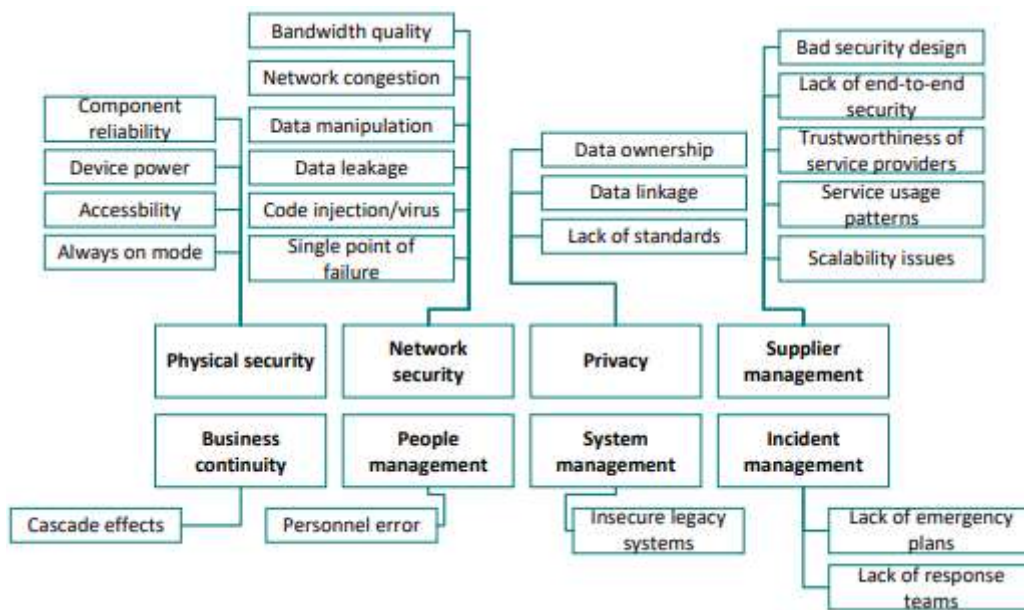 Bandwidth quality
Network congestion
Component
reliability
Data manipulation
Device power
Data leakage
Accessbility
Code injection/virus
Always on mode
Single point of
failure
Data ownership
Data linkage
Lack of standards
Bad security design
Lack of end-to-end
security
Trustworthiness of
service providers
Service usage
patterns
Scalability issues
Physical security
Network
security
Privacy
Supplier
management
Business
continuity
People
management
System
management
Incident
management
Cascade effects
Personnel error
Insecure legacy
systems
Lack of emergency
plans
Lack of response
teams